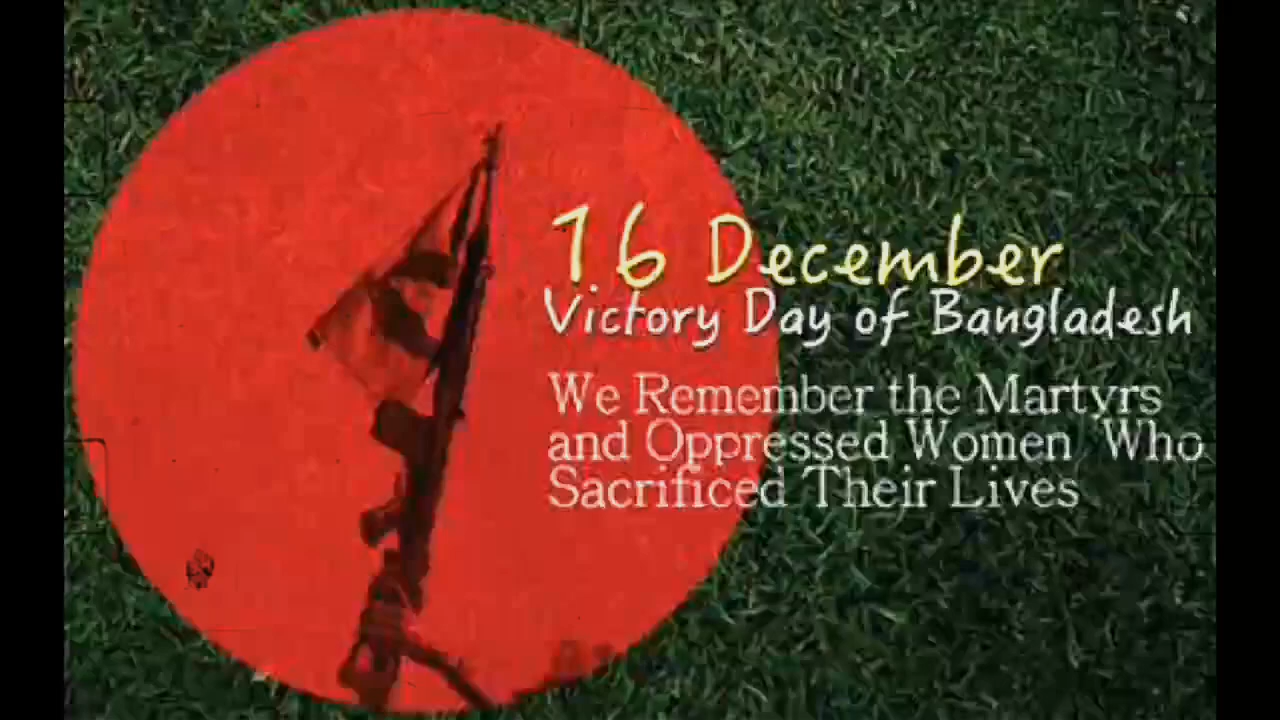 16 December
Victory Day of Bangladesh
We Remember the Martyrs
and Oppressed Women Who
Sacrificed Their Lives